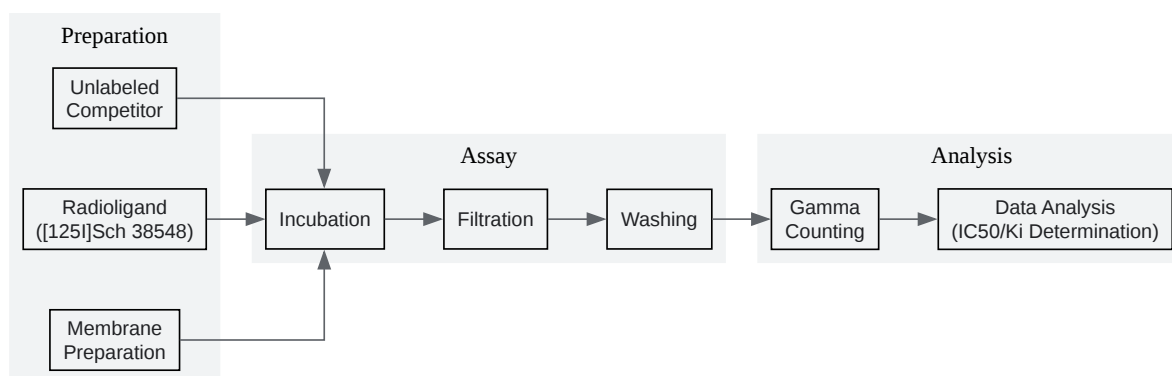 Preparation
Unlabeled
Competitor
Radioligand
([125I]Sch 38548)
Membrane
Preparation
Assay
Incubation
Filtration
Washing
Analysis
Gamma
Counting
Data Analysis
(IC50/Ki Determination)